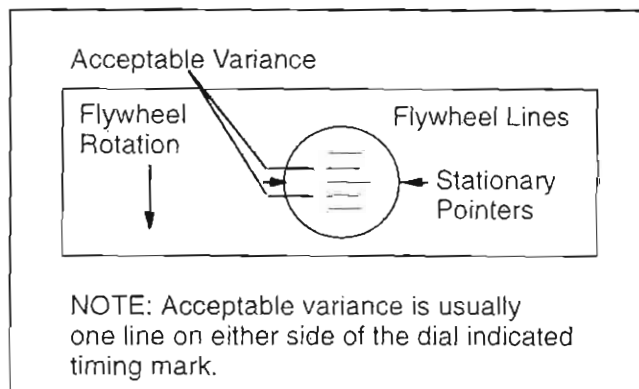 Acceptable Variance
Flywheel
Rotation
Flywheel Lines
Stationary
Pointers
NOTE: Acceptable variance is usually
one line on either side of the dial indicated
timing mark.